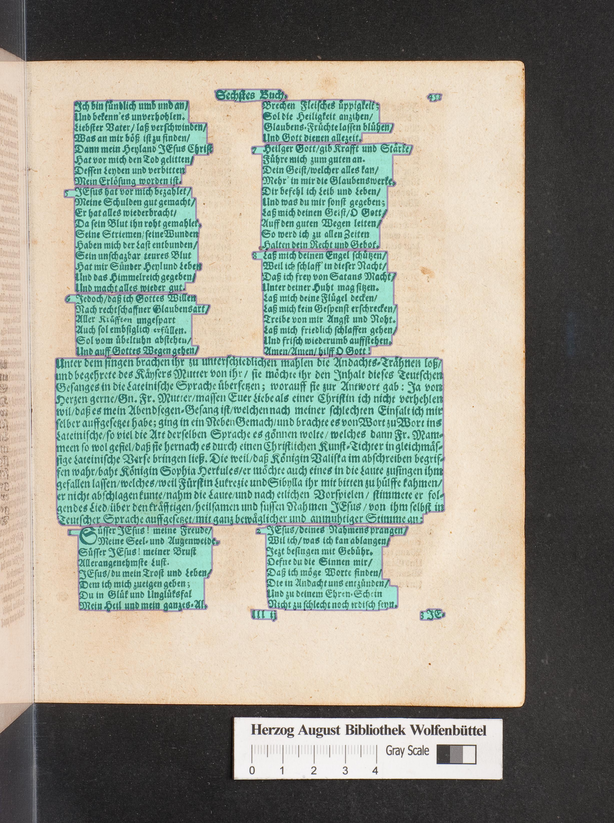 Sechstes Buch.
Ich bin sündlich umb und an/
Und bekenn'es unverhohlen.
Liebster Vater/ laß verschwinden/
Was an mir böß ist zu finden/
Dann mein Heyland JEsus Christ
Hat vor mich den Tod gelitten/
Dessen Leyden und verbitten
Mein Erlösung worden ist.
JEsus hat vor mich bezahlet/
Meine Schulden gut gemacht/
Er hat alles wiederbracht/
Da sein Blut ihn roht gemahlet.
Seine Striemen/ seine Wunden
Haben mich der Last entbunden/
Sein unschazbar teures Blut
Hat mir Sünder Heyl und Leben
Und das Himmelreich gegeben/
Und macht alles wieder gut.
Jedoch/ daß ich Gottes Willen
Nach rechtschaffner Glaubensart/
Aller Kräfften ungespart
Auch sol embsiglich erfüllen.
Sol vom übeltuhn abstehen/
Und auff Gottes Wegen gehen/
Brechen Fleisches üppigkeit;
Sol die Heiligkeit anzihen/
Glaubens-Früchte lassen blühen/
Und Gott dienen allezeit.
Heilger Gott/ gib Krafft und Stärke/
Führe mich zum guten an.
Dein Geist/ welcher alles kan/
Mehr' in mir die Glaubenswerke.
Dir befehl ich Leib und Leben/
Und was du mir sonst gegeben;
Laß mich deinen Geist/ O Gott/
Auff den guten Wegen leiten/
So werd ich zu allen Zeiten
Halten dein Recht und Gebot.
Laß mich deinen Engel schützen/
Weil ich schlaff' in dieser Nacht/
Daß ich frey von Satans Macht/
Unter deiner Huht mag sitzen.
Laß mich deine Flügel decken/
Laß mich kein Gespenst erschrecken/
Treibe von mir Angst und Noht.
Laß mich friedlich schlaffen gehen/
Und frisch wiederumb auffstehen.
Amen/ Amen/ hilff O Gott!
Unter dem singen brachen ihr zu unterschiedlichen mahlen die Andachts-Trähnen loß/
und begehrete des Käysers Mutter von ihr/ sie möchte ihr den Inhalt dieses Teutschen
Gesanges in die Lateinische Sprache übersetzen; worauff sie zur Antwort gab: Ja von
Herzen gerne/ Gn. Fr. Mutter/ massen Euer Liebe als einer Christin ich nicht verhehlen
wil/ daß es mein Abendsegen-Gesang ist/ welchen nach meiner schlechten Einfalt ich mir
selber auffgesetzet habe; ging in ein Neben Gemach/ und brachte es von Wort zu Wort ins
Lateinische/ so viel die Art derselben Sprache es gönnen wolte/ welches dann Fr. Mam-
meen so wol gefiel/ daß sie hernach es durch einen Christlichen Kunst-Tichter in gleichmäs-
sige Lateinische Verse bringen ließ. Die weil/ daß Königin Valiska im abschreiben begrif-
fen wahr/ baht Königin Sophia Herkules/ er möchte auch eines in die Laute zusingen ihm
gefallen lassen/ welches/ weil Fürstin Lukrezie und Sibylla ihr mit bitten zu hülffe kahmen/
er nicht abschlagen kunte/ nahm die Laute/ und nach etlichen Vorspielen/ stimmete er fol-
gendes Lied über den kräfftigen/ heilsamen und süssen Nahmen JEsus/ von ihm selbst in
Teutscher Sprache auffgesetzet/ mit ganz beweglicher und anmuhtiger Stimme an:
Süsser JEsus! meine Freude/
Meine Seel- und Augenweide.
Süsser JEsus! meiner Brust
Allerangenehmste Lust.
JEsus/ du mein Trost und Leben/
Dem ich mich zueigen geben;
Du in Glük und Unglüksfal
Mein Heil und mein ganzes-Al.
JEsus/ deines Nahmens prangen/
Wil ich/ was ich kan ablangen/
Jezt besingen mit Gebühr.
Oefne du die Sinnen mir/
Daß ich möge Worte finden/
Die in Andacht uns entzünden/
Und zu deinem Ehren-Schein
Nicht zu schlecht noch erdisch seyn.
JE-
Herzog August Bibliothek Wolfenbüttel
Gray Scale
0 1 2 3 4